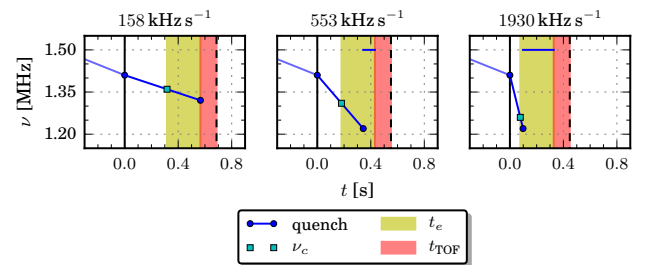 158 kHz s⁻¹ 553 kHz s⁻¹ 1930 kHz s⁻¹
ν [MHz]
1.50
1.35
1.20
0.0 0.4 0.8 0.0 0.4 0.8 0.0 0.4 0.8
t [s]
quench tₑ
ν_c t_TOF